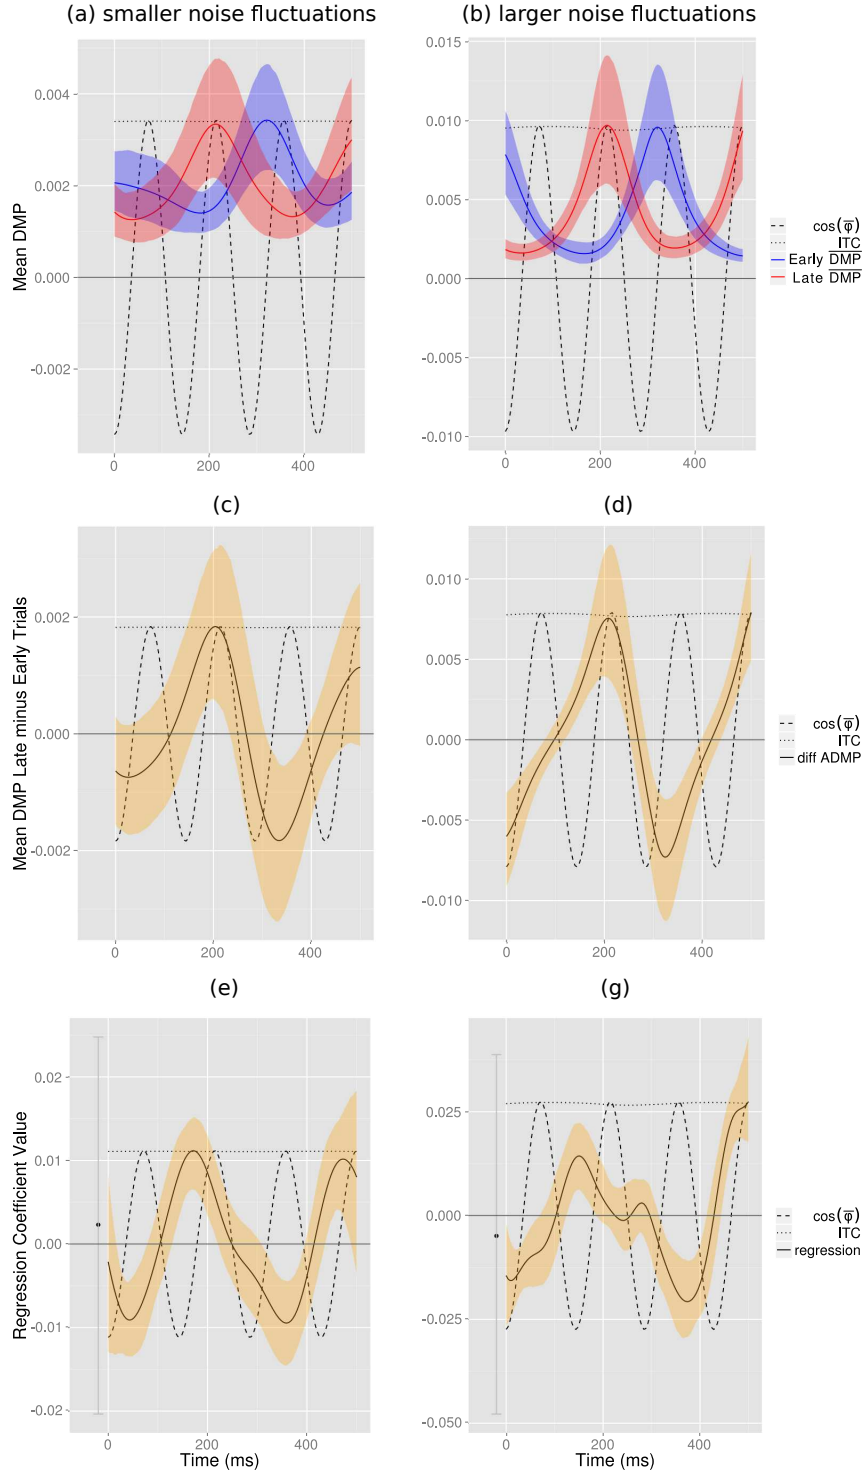 (a) smaller noise fluctuations
(b) larger noise fluctuations
Mean DMP
0.004
0.002
0.000
-0.002
0
200
400
0.015
0.010
0.005
0.000
-0.005
-0.010
0
200
400
cos(φ̅)
ITC
Early D̅M̅P̅
Late D̅M̅P̅
(c)
(d)
Mean DMP Late minus Early Trials
0.002
0.000
-0.002
0
200
400
0.010
0.005
0.000
-0.005
-0.010
0
200
400
cos(φ̅)
ITC
diff ADMP
(e)
(g)
Regression Coefficient Value
0.02
0.01
0.00
-0.01
-0.02
0
200
400
Time (ms)
0.025
0.000
-0.025
-0.050
0
200
400
Time (ms)
cos(φ̅)
ITC
regression